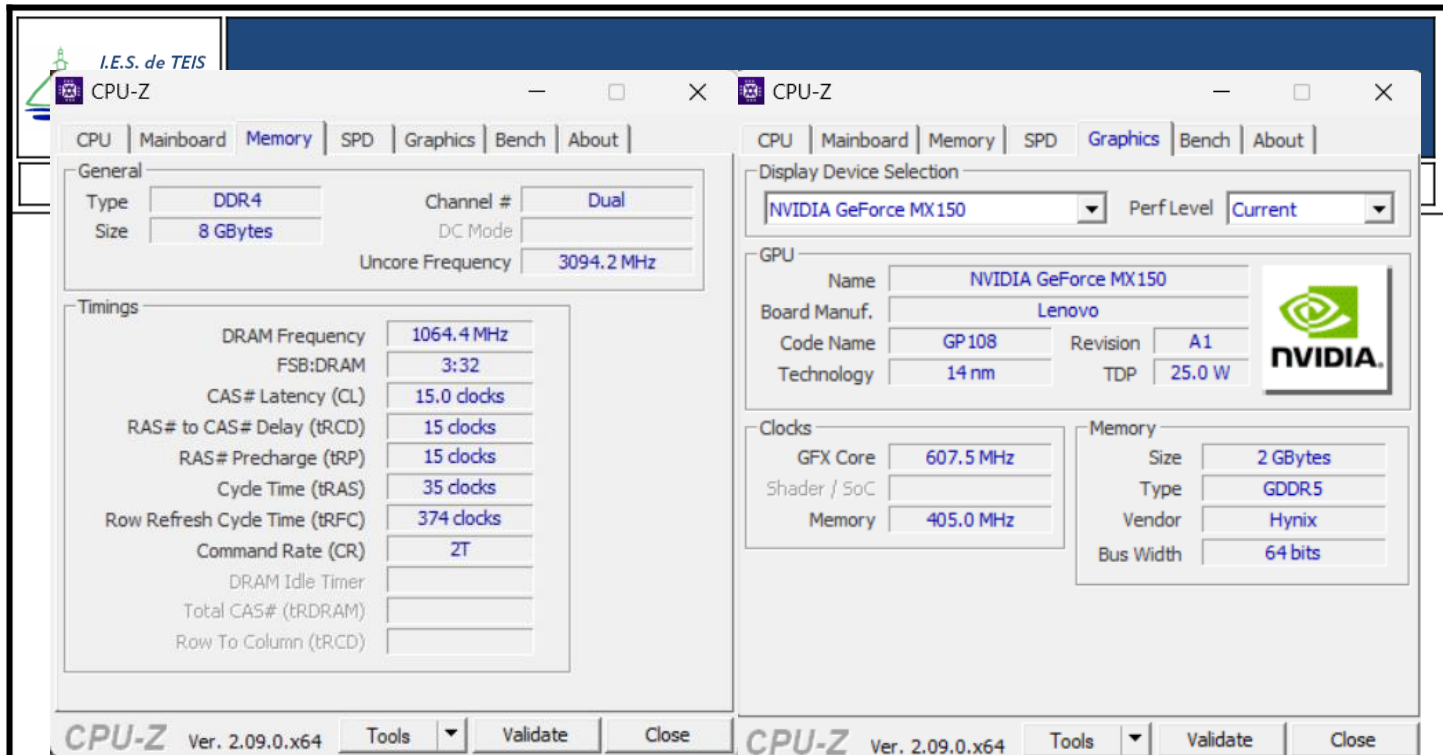 I.E.S. de TEIS
CPU-Z
CPU Mainboard Memory SPD Graphics Bench About
General
Type DDR4 Channel # Dual
Size 8 GBytes DC Mode
Uncore Frequency 3094.2 MHz
Timings
DRAM Frequency 1064.4 MHz
FSB:DRAM 3:32
CAS# Latency (CL) 15.0 clocks
RAS# to CAS# Delay (tRCD) 15 clocks
RAS# Precharge (tRP) 15 clocks
Cycle Time (tRAS) 35 clocks
Row Refresh Cycle Time (tRFC) 374 clocks
Command Rate (CR) 2T
DRAM Idle Timer
Total CAS# (tRDRAM)
Row To Column (tRCD)
CPU-Z Ver. 2.09.0.x64 Tools Validate Close
CPU-Z
CPU Mainboard Memory SPD Graphics Bench About
Display Device Selection
NVIDIA GeForce MX150 Perf Level Current
GPU
Name NVIDIA GeForce MX150
Board Manuf. Lenovo
Code Name GP108 Revision A1
Technology 14 nm TDP 25.0 W
NVIDIA.
Clocks
GFX Core 607.5 MHz
Shader / SoC
Memory 405.0 MHz
Memory
Size 2 GBytes
Type GDDR5
Vendor Hynix
Bus Width 64 bits
CPU-Z Ver. 2.09.0.x64 Tools Validate Close